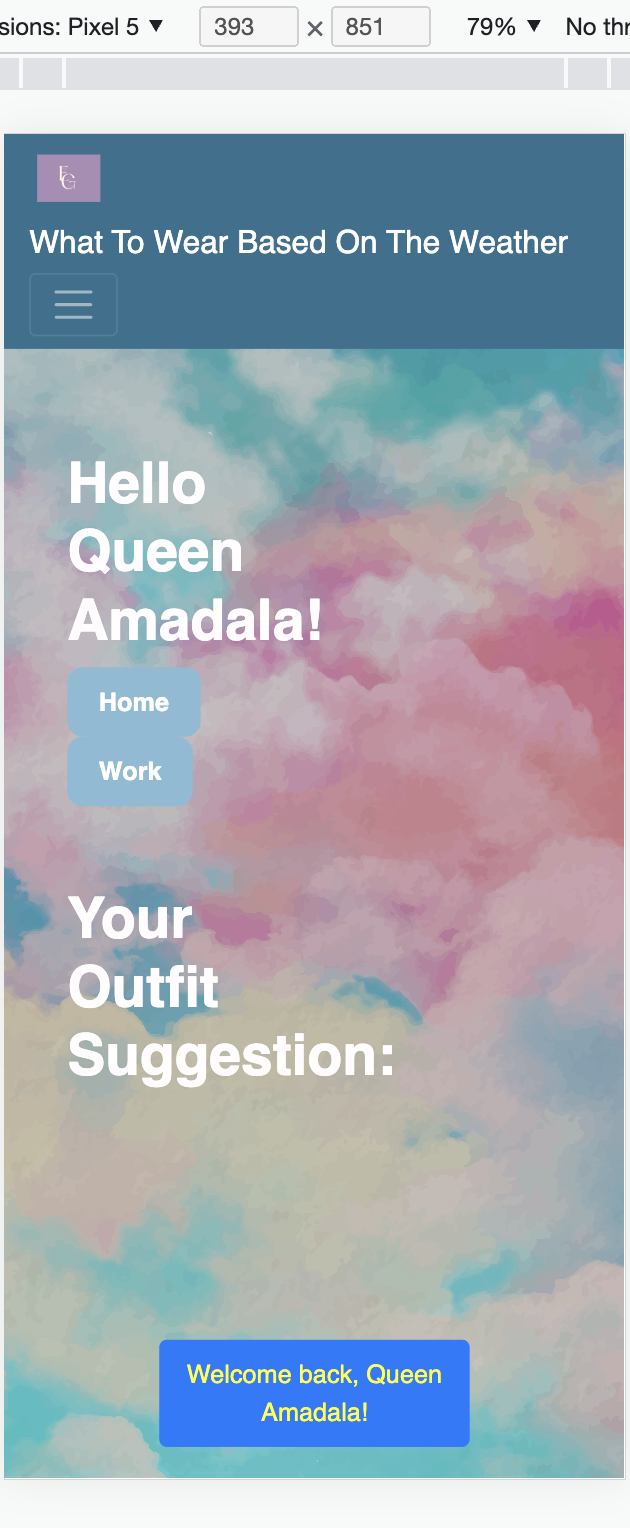 sions: Pixel 5 ▼ 393 × 851 79% ▼ No thr
FG
What To Wear Based On The Weather
Hello
Queen
Amadala!
Home
Work
Your
Outfit
Suggestion:
Welcome back, Queen
Amadala!